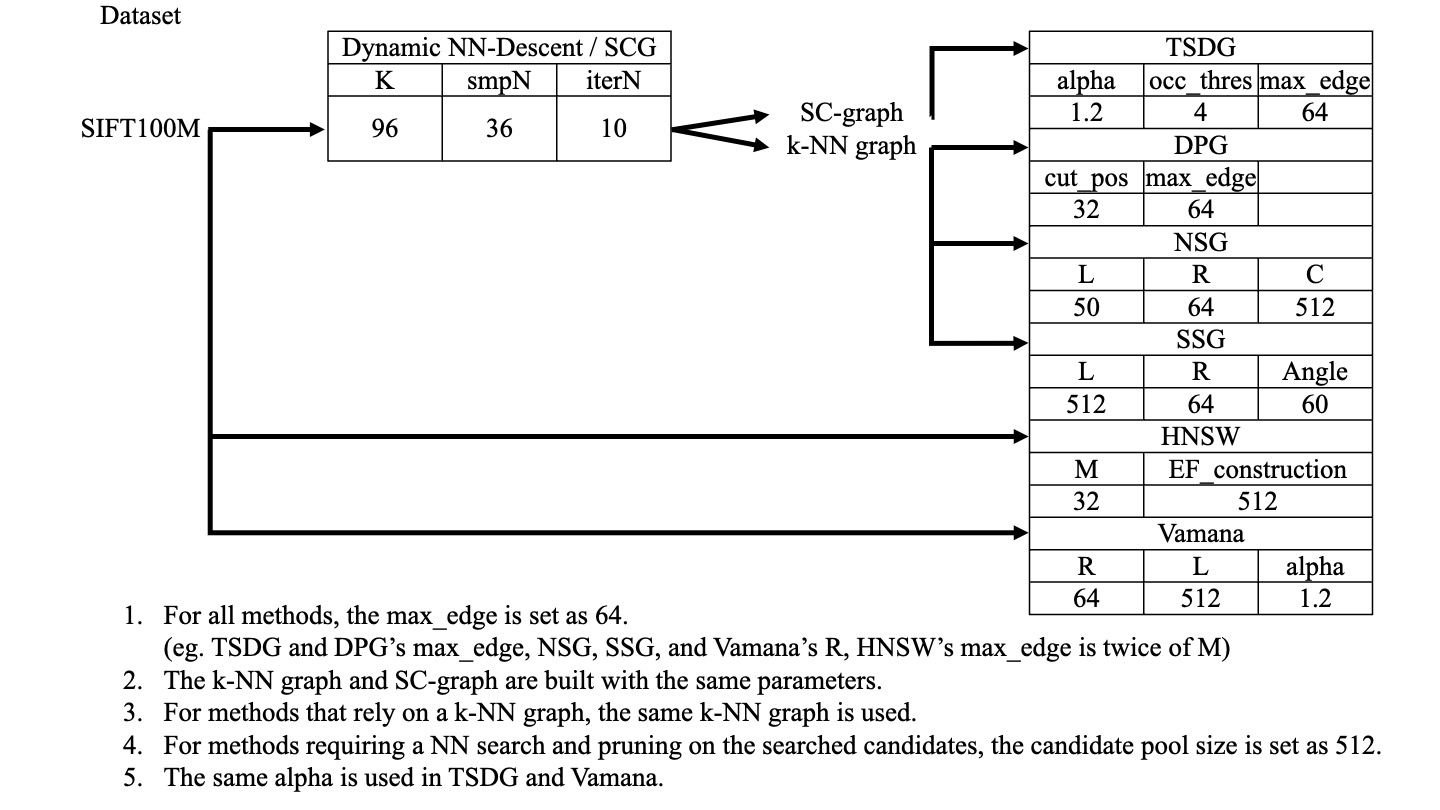 Dataset
Dynamic NN-Descent / SCG
K smpN iterN
96 36 10
SIFT100M
SC-graph
k-NN graph
TSDG
alpha occ_thres max_edge
1.2 4 64
DPG
cut_pos max_edge
32 64
NSG
L R C
50 64 512
SSG
L R Angle
512 64 60
HNSW
M EF_construction
32 512
Vamana
R L alpha
64 512 1.2
1. For all methods, the max_edge is set as 64.
(eg. TSDG and DPG’s max_edge, NSG, SSG, and Vamana’s R, HNSW’s max_edge is twice of M)
2. The k-NN graph and SC-graph are built with the same parameters.
3. For methods that rely on a k-NN graph, the same k-NN graph is used.
4. For methods requiring a NN search and pruning on the searched candidates, the candidate pool size is set as 512.
5. The same alpha is used in TSDG and Vamana.